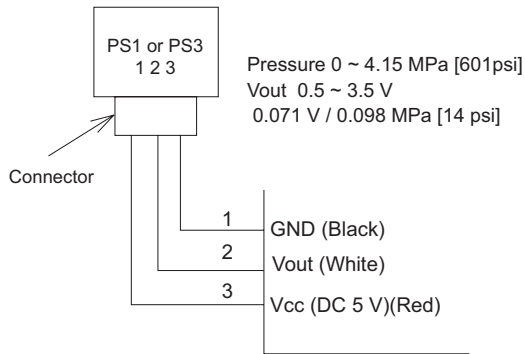 PS1 or PS3
1 2 3
Pressure 0 ~ 4.15 MPa [601psi]
Vout 0.5 ~ 3.5 V
0.071 V / 0.098 MPa [14 psi]
Connector
1
GND (Black)
2
Vout (White)
3
Vcc (DC 5 V)(Red)